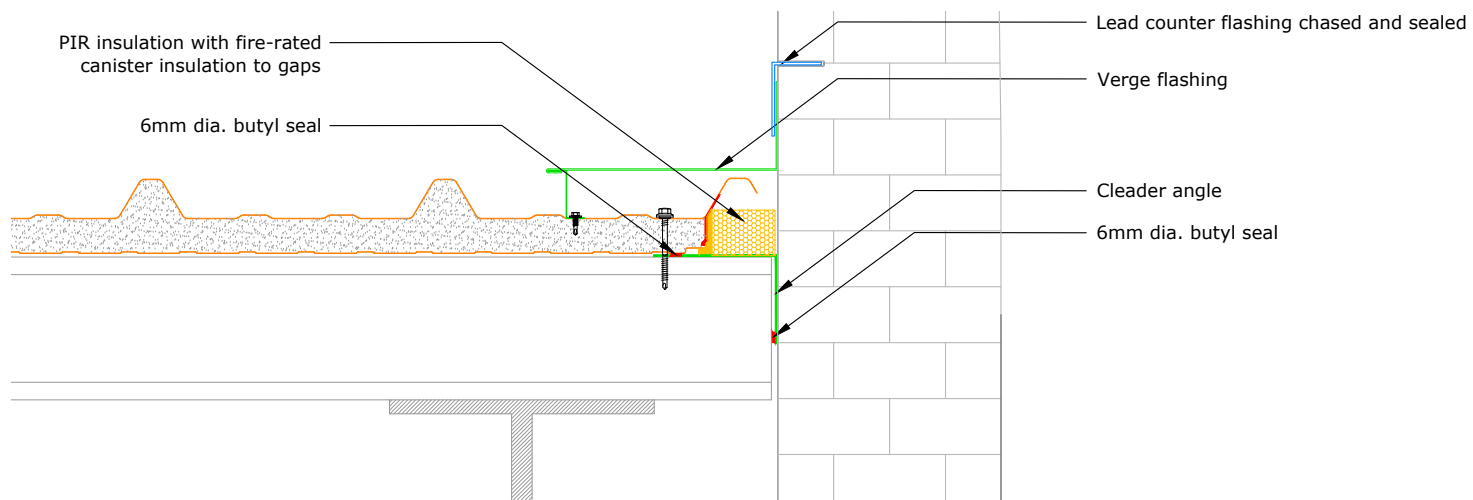 PIR insulation with fire-rated
canister insulation to gaps
6mm dia. butyl seal
Lead counter flashing chased and sealed
Verge flashing
Cleader angle
6mm dia. butyl seal